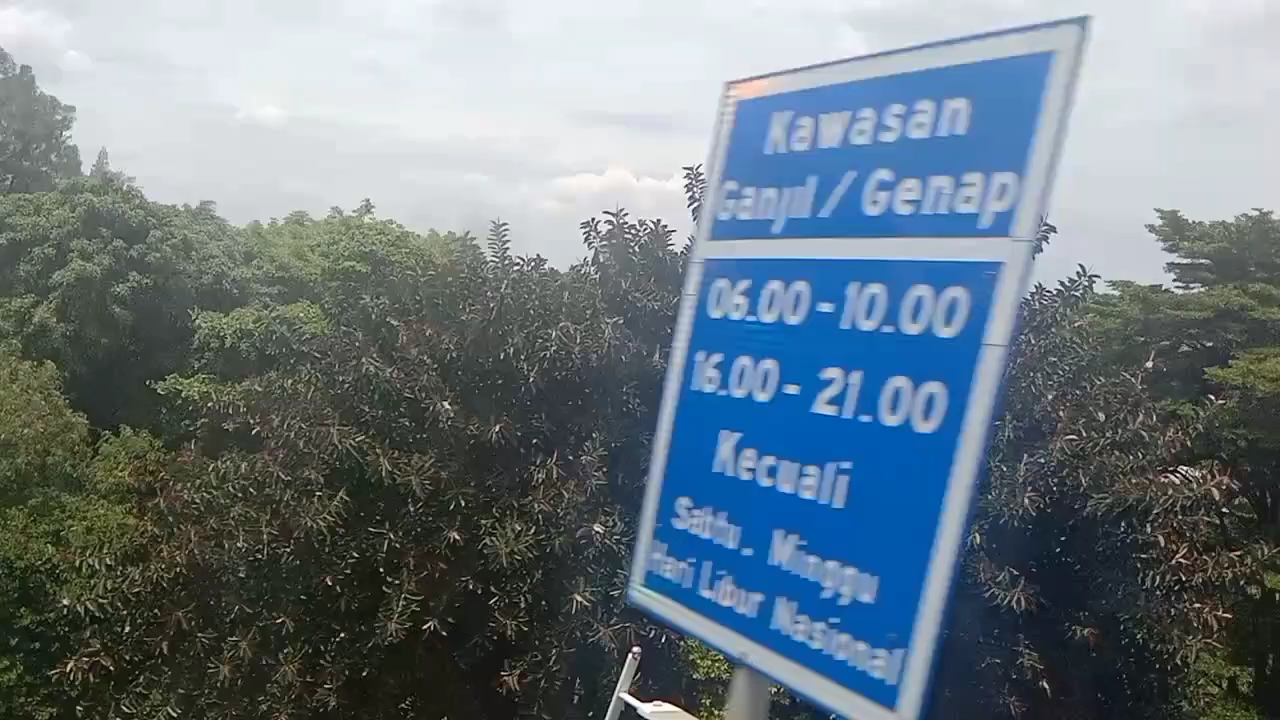 Kawasan
Ganjil / Genap
06.00 - 10.00
16.00 - 21.00
Kecuali
Sabtu, Minggu
Hari Libur Nasional